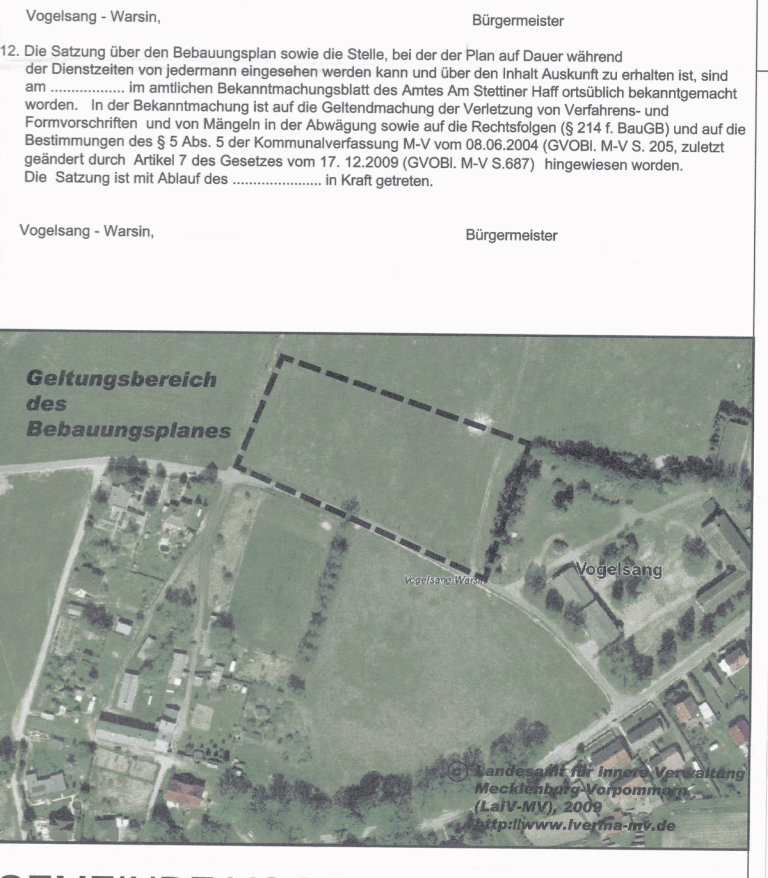 Vogelsang - Warsin, Bürgermeister
12. Die Satzung über den Bebauungsplan sowie die Stelle, bei der der Plan auf Dauer während
der Dienstzeiten von jedermann eingesehen werden kann und über den Inhalt Auskunft zu erhalten ist, sind
am .................. im amtlichen Bekanntmachungsblatt des Amtes Am Stettiner Haff ortsüblich bekanntgemacht
worden. In der Bekanntmachung ist auf die Geltendmachung der Verletzung von Verfahrens- und
Formvorschriften und von Mängeln in der Abwägung sowie auf die Rechtsfolgen (§ 214 f. BauGB) und auf die
Bestimmungen des § 5 Abs. 5 der Kommunalverfassung M-V vom 08.06.2004 (GVOBl. M-V S. 205, zuletzt
geändert durch Artikel 7 des Gesetzes vom 17. 12.2009 (GVOBl. M-V S.687) hingewiesen worden.
Die Satzung ist mit Ablauf des ...................... in Kraft getreten.
Vogelsang - Warsin, Bürgermeister
Geltungsbereich
des
Bebauungsplanes
Vogelsang
Vogelsang-Warsin
© Landesamt für innere Verwaltung
Mecklenburg-Vorpommern
(LaiV-MV), 2009
http://www.lverma-mv.de